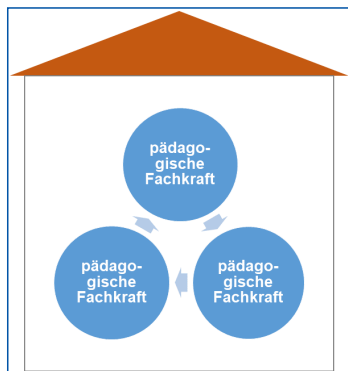 pädago-
gische
Fachkraft
pädago-
gische
Fachkraft
pädago-
gische
Fachkraft